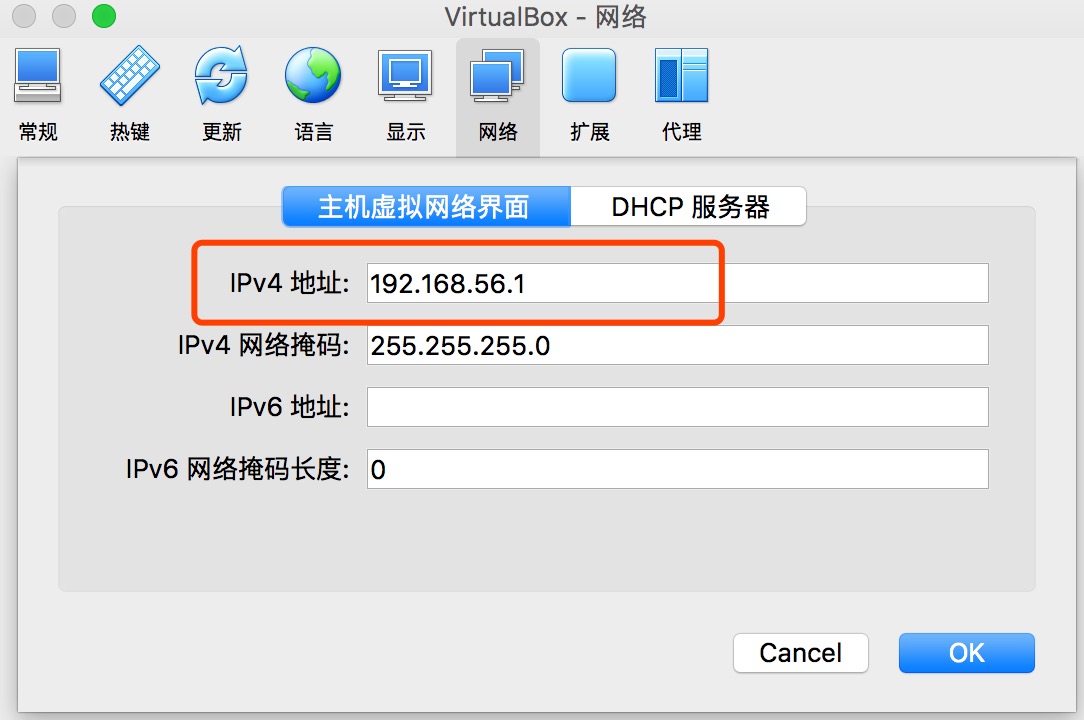 VirtualBox - 网络
常规 热键 更新 语言 显示 网络 扩展 代理
主机虚拟网络界面 DHCP 服务器
IPv4 地址: 192.168.56.1
IPv4 网络掩码: 255.255.255.0
IPv6 地址:
IPv6 网络掩码长度: 0
Cancel OK